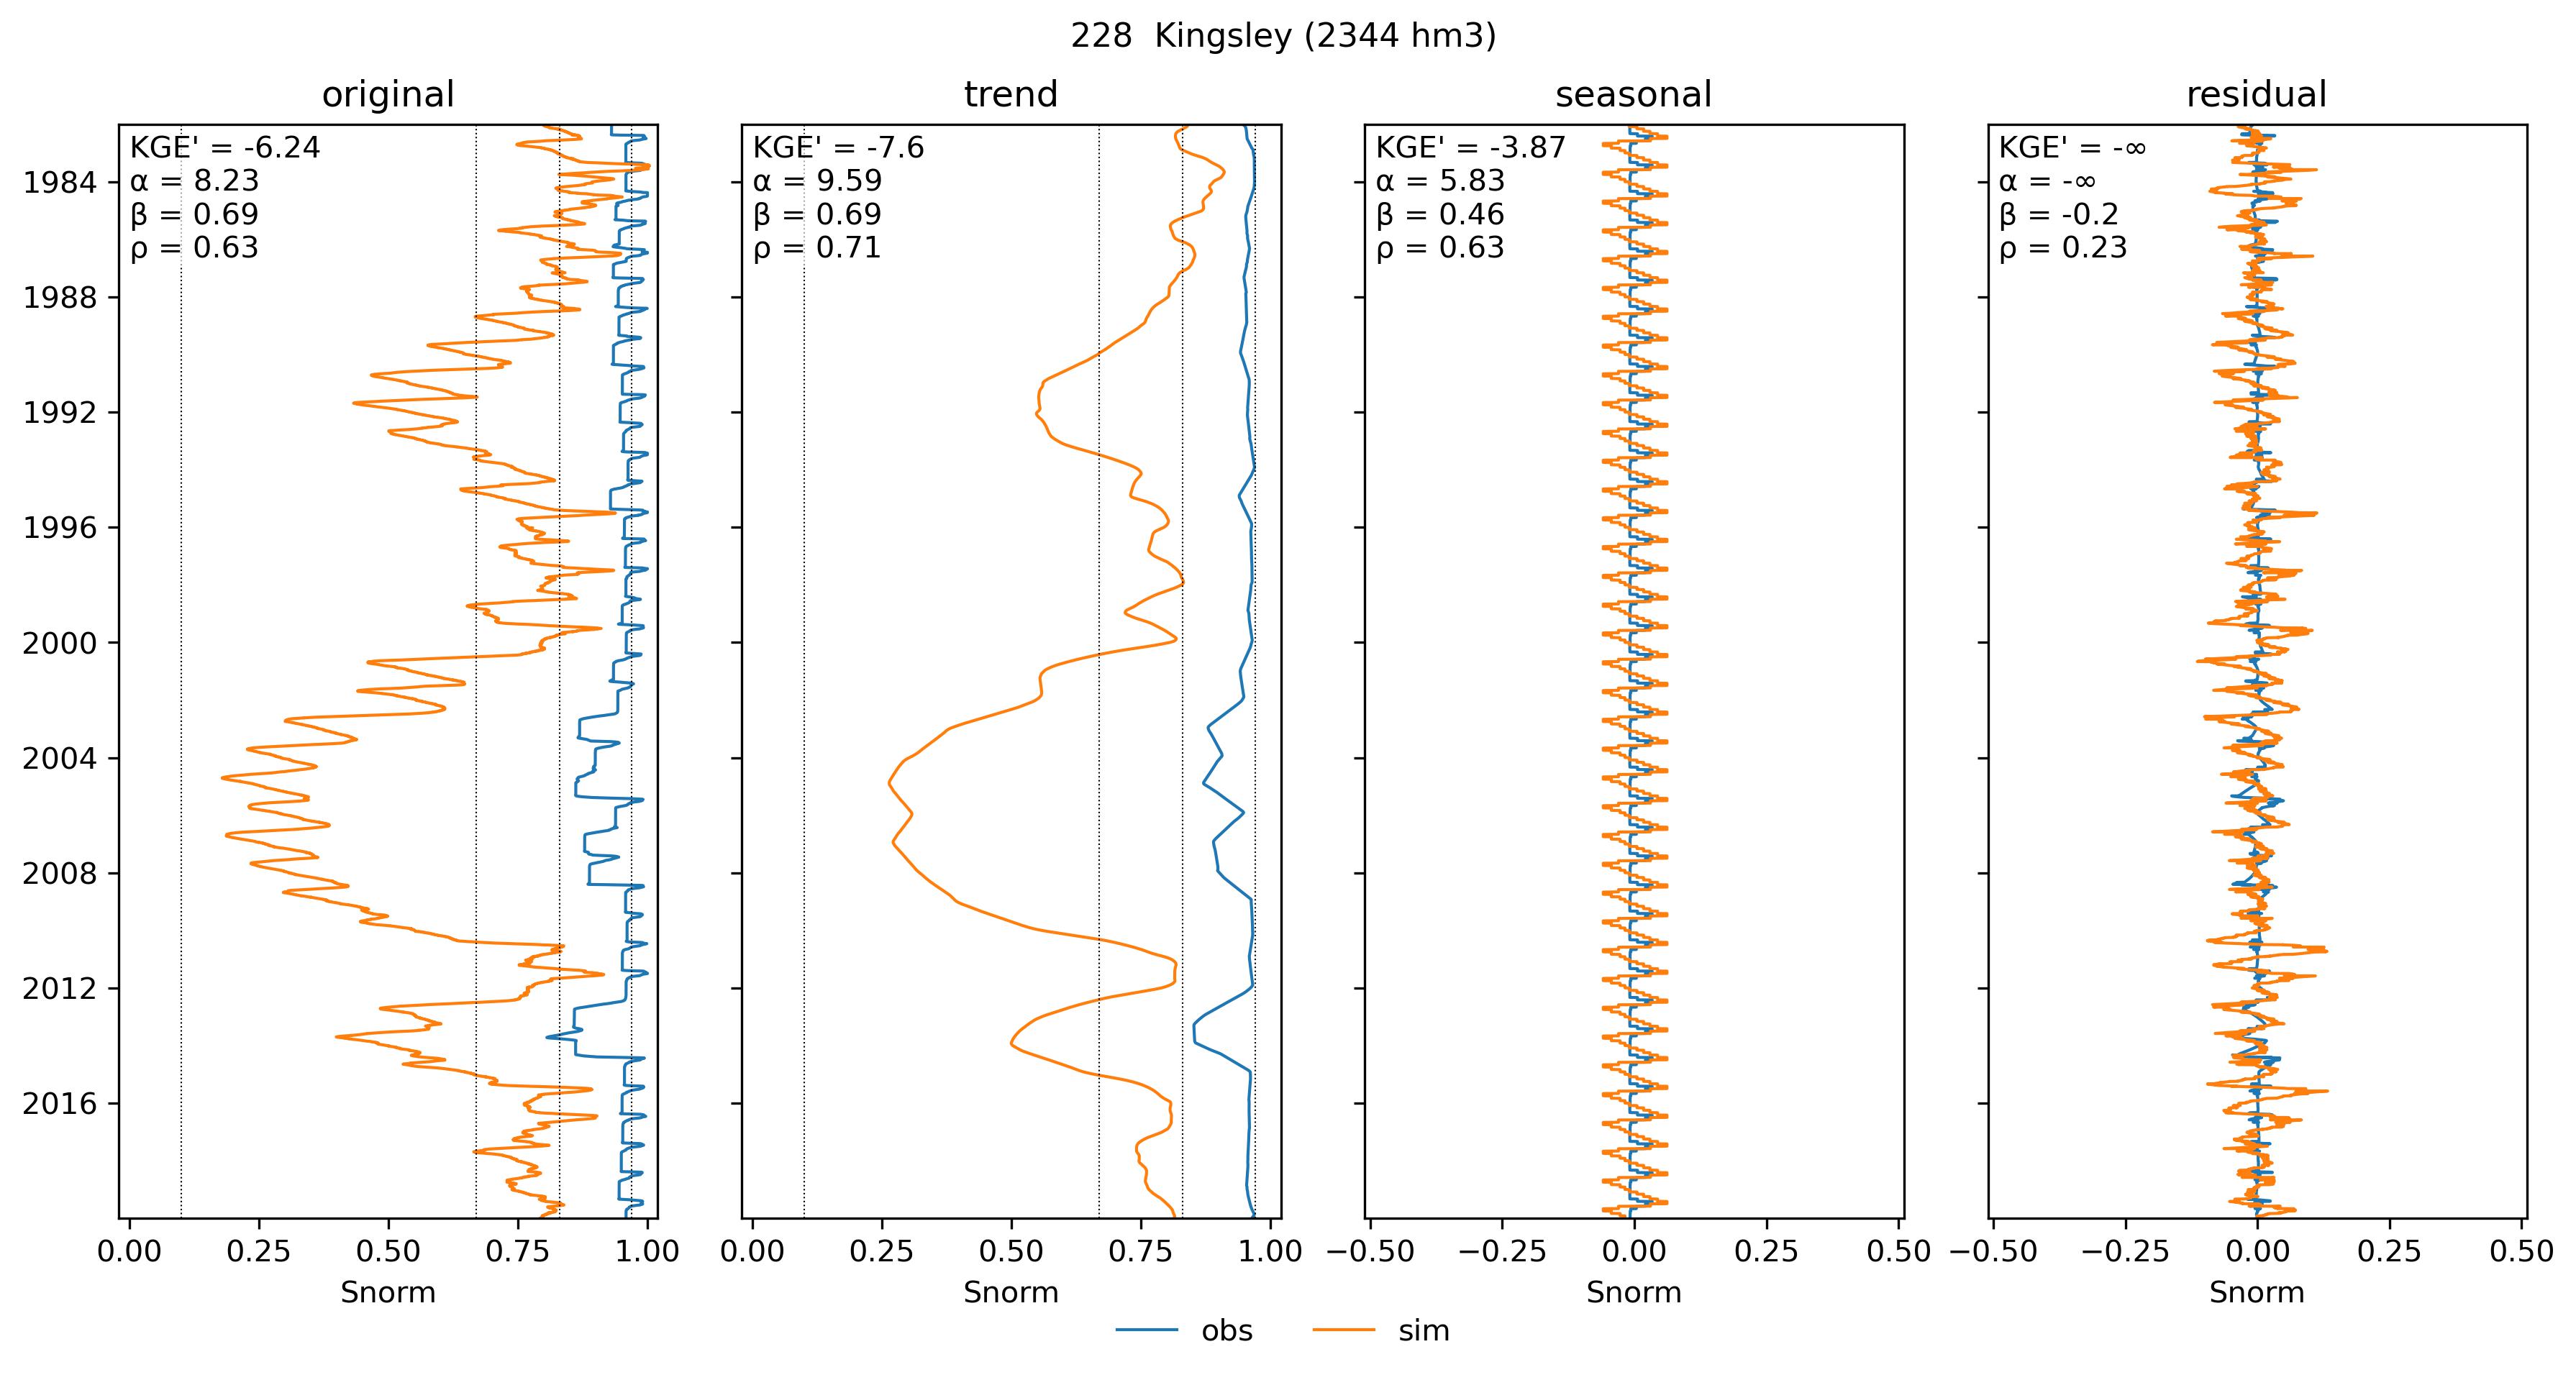 228  Kingsley (2344 hm3)
original
trend
seasonal
residual
KGE' = -6.24
α = 8.23
β = 0.69
ρ = 0.63
KGE' = -7.6
α = 9.59
β = 0.69
ρ = 0.71
KGE' = -3.87
α = 5.83
β = 0.46
ρ = 0.63
KGE' = -∞
α = -∞
β = -0.2
ρ = 0.23
1984
1988
1992
1996
2000
2004
2008
2012
2016
0.00 0.25 0.50 0.75 1.00
0.00 0.25 0.50 0.75 1.00
−0.50 −0.25 0.00 0.25 0.50
−0.50 −0.25 0.00 0.25 0.50
Snorm
Snorm
Snorm
Snorm
obs
sim